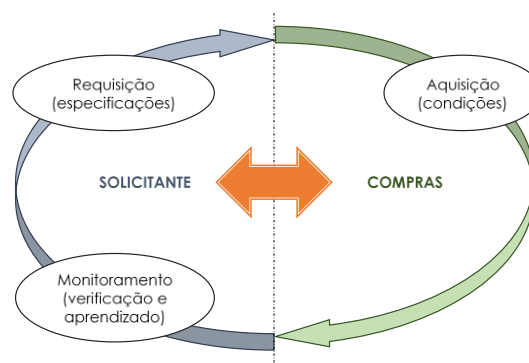 Requisição
(especificações)
Aquisição
(condições)
SOLICITANTE
COMPRAS
Monitoramento
(verificação e
aprendizado)